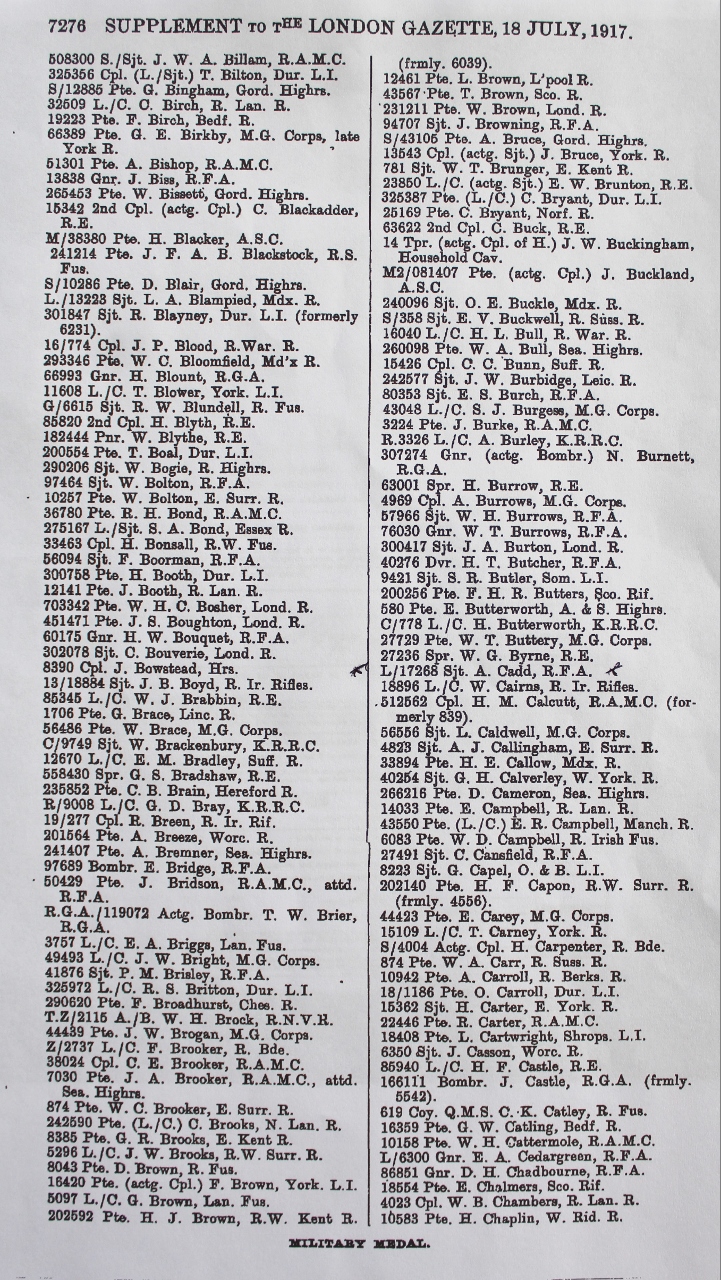 7276 SUPPLEMENT TO THE LONDON GAZETTE, 18 JULY, 1917.
508300 S./Sjt. J. W. A. Billam, R.A.M.C.
325356 Cpl. (L./Sjt.) T. Bilton, Dur. L.I.
S/12885 Pte. G. Bingham, Gord. Highrs.
32509 L./C. C. Birch, R. Lan. R.
19223 Pte. F. Birch, Bedf. R.
66389 Pte. G. E. Birkby, M.G. Corps, late
York R.
51301 Pte. A. Bishop, R.A.M.C.
13838 Gnr. J. Biss, R.F.A.
265453 Pte. W. Bissett, Gord. Highrs.
15342 2nd Cpl. (actg. Cpl.) C. Blackadder,
R.E.
M/38380 Pte. H. Blacker, A.S.C.
241214 Pte. J. F. A. B. Blackstock, R.S.
Fus.
S/10286 Pte. D. Blair, Gord. Highrs.
L./13223 Sjt. L. A. Blampied, Mdx. R.
301847 Sjt. R. Blayney, Dur. L.I. (formerly
6231).
16/774 Cpl. J. P. Blood, R.War. R.
293346 Pte. W. C. Bloomfield, Md'x R.
66993 Gnr. H. Blount, R.G.A.
11608 L./C. T. Blower, York. L.I.
G/6615 Sjt. R. W. Blundell, R. Fus.
85820 2nd Cpl. H. Blyth, R.E.
182444 Pnr. W. Blythe, R.E.
200554 Pte. T. Boal, Dur. L.I.
290206 Sjt. W. Bogie, R. Highrs.
97464 Sjt. W. Bolton, R.F.A.
10257 Pte. W. Bolton, E. Surr. R.
36780 Pte. R. H. Bond, R.A.M.C.
275167 L./Sjt. S. A. Bond, Essex R.
33463 Cpl. H. Bonsall, R.W. Fus.
56094 Sjt. F. Boorman, R.F.A.
300758 Pte. H. Booth, Dur. L.I.
12141 Pte. J. Booth, R. Lan. R.
703342 Pte. W. H. C. Bosher, Lond. R.
451471 Pte. J. S. Boughton, Lond. R.
60175 Gnr. H. W. Bouquet, R.F.A.
302078 Sjt. C. Bouverie, Lond. R.
8390 Cpl. J. Bowstead, Hrs.
13/18884 Sjt. J. B. Boyd, R. Ir. Rifles.
85345 L./C. W. J. Brabbin, R.E.
1706 Pte. G. Brace, Linc. R.
56486 Pte. W. Brace, M.G. Corps.
C/9749 Sjt. W. Brackenbury, K.R.R.C.
12670 L./C. E. M. Bradley, Suff. R.
558430 Spr. G. S. Bradshaw, R.E.
235852 Pte. C. B. Brain, Hereford R.
R/9008 L./C. G. D. Bray, K.R.R.C.
19/277 Cpl. R. Breen, R. Ir. Rif.
201564 Pte. A. Breeze, Worc. R.
241407 Pte. A. Bremner, Sea. Highrs.
97689 Bombr. E. Bridge, R.F.A.
50429 Pte. J. Bridson, R.A.M.C., attd.
R.F.A.
R.G.A./119072 Actg. Bombr. T. W. Brier,
R.G.A.
3757 L./C. E. A. Briggs, Lan. Fus.
49493 L./C. J. W. Bright, M.G. Corps.
41876 Sjt. P. M. Brisley, R.F.A.
325972 L./C. R. S. Britton, Dur. L.I.
290620 Pte. F. Broadhurst, Ches. R.
T.Z/2115 A./B. W. H. Brock, R.N.V.R.
44439 Pte. J. W. Brogan, M.G. Corps.
Z/2737 L./C. F. Brooker, R. Bde.
38024 Cpl. C. E. Brooker, R.A.M.C.
7030 Pte. J. A. Brooker, R.A.M.C., attd.
Sea. Highrs.
874 Pte. W. C. Brooker, E. Surr. R.
242590 Pte. (L./C.) C. Brooks, N. Lan. R.
8385 Pte. G. R. Brooks, E. Kent R.
5296 L./C. J. W. Brooks, R.W. Surr. R.
8043 Pte. D. Brown, R. Fus.
16420 Pte. (actg. Cpl.) F. Brown, York. L.I.
5097 L./C. G. Brown, Lan. Fus.
202592 Pte. H. J. Brown, R.W. Kent R.
(frmly. 6039).
12461 Pte. L. Brown, L'pool R.
43567 Pte. T. Brown, Sco. R.
231211 Pte. W. Brown, Lond. R.
94707 Sjt. J. Browning, R.F.A.
S/43105 Pte. A. Bruce, Gord. Highrs.
13543 Cpl. (actg. Sjt.) J. Bruce, York. R.
781 Sjt. W. T. Brunger, E. Kent R.
23850 L./C. (actg. Sjt.) E. W. Brunton, R.E.
325387 Pte. (L./C.) C. Bryant, Dur. L.I.
25169 Pte. C. Bryant, Norf. R.
63622 2nd Cpl. C. Buck, R.E.
14 Tpr. (actg. Cpl. of H.) J. W. Buckingham,
Household Cav.
M2/081407 Pte. (actg. Cpl.) J. Buckland,
A.S.C.
240096 Sjt. O. E. Buckle, Mdx. R.
S/358 Sjt. E. V. Buckwell, R. Suss. R.
16040 L./C. H. L. Bull, R. War. R.
260098 Pte. W. A. Bull, Sea. Highrs.
15426 Cpl. C. C. Bunn, Suff. R.
242577 Sjt. J. W. Burbidge, Leic. R.
80353 Sjt. E. S. Burch, R.F.A.
43048 L./C. S. J. Burgess, M.G. Corps.
3224 Pte. J. Burke, R.A.M.C.
R.3326 L./C. A. Burley, K.R.R.C.
307274 Gnr. (actg. Bombr.) N. Burnett,
R.G.A.
63001 Spr. H. Burrow, R.E.
4969 Cpl. A. Burrows, M.G. Corps.
57966 Sjt. W. H. Burrows, R.F.A.
76030 Gnr. W. T. Burrows, R.F.A.
300417 Sjt. J. A. Burton, Lond. R.
40276 Dvr. H. T. Butcher, R.F.A.
9421 Sjt. S. R. Butler, Som. L.I.
200256 Pte. F. H. R. Butters, Sco. Rif.
580 Pte. E. Butterworth, A. & S. Highrs.
C/778 L./C. H. Butterworth, K.R.R.C.
27729 Pte. W. T. Buttery, M.G. Corps.
27236 Spr. W. G. Byrne, R.E.
L/17268 Sjt. A. Cadd, R.F.A.
18896 L./C. W. Cairns, R. Ir. Rifles.
512562 Cpl. H. M. Calcutt, R.A.M.C. (for-
merly 839).
56556 Sjt. L. Caldwell, M.G. Corps.
4823 Sjt. A. J. Callingham, E. Surr. R.
33894 Pte. H. E. Callow, Mdx. R.
40254 Sjt. G. H. Calverley, W. York. R.
266216 Pte. D. Cameron, Sea. Highrs.
14033 Pte. E. Campbell, R. Lan. R.
43550 Pte. (L./C.) E. R. Campbell, Manch. R.
6083 Pte. W. D. Campbell, R. Irish Fus.
27491 Sjt. C. Cansfield, R.F.A.
8223 Sjt. G. Capel, O. & B. L.I.
202140 Pte. H. F. Capon, R.W. Surr. R.
(frmly. 4556).
44423 Pte. E. Carey, M.G. Corps.
15109 L./C. T. Carney, York. R.
S/4004 Actg. Cpl. H. Carpenter, R. Bde.
874 Pte. W. A. Carr, R. Suss. R.
10942 Pte. A. Carroll, R. Berks. R.
18/1186 Pte. O. Carroll, Dur. L.I.
15362 Sjt. H. Carter, E. York. R.
22446 Pte. R. Carter, R.A.M.C.
18408 Pte. L. Cartwright, Shrops. L.I.
6350 Sjt. J. Casson, Worc. R.
85940 L./C. H. F. Castle, R.E.
166111 Bombr. J. Castle, R.G.A. (frmly.
5542).
619 Coy. Q.M.S. C. K. Catley, R. Fus.
16359 Pte. G. W. Catling, Bedf. R.
10158 Pte. W. H. Cattermole, R.A.M.C.
L/6300 Gnr. E. A. Cedargreen, R.F.A.
86851 Gnr. D. H. Chadbourne, R.F.A.
18554 Pte. E. Chalmers, Sco. Rif.
4023 Cpl. W. B. Chambers, R. Lan. R.
10583 Pte. H. Chaplin, W. Rid. R.
MILITARY MEDAL.